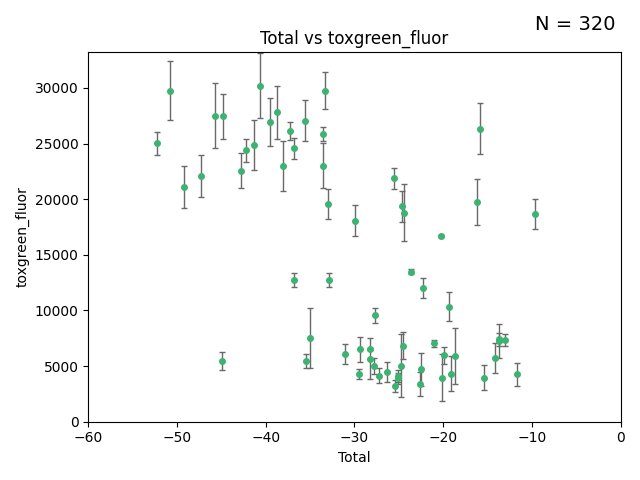 N = 320
Total vs toxgreen_fluor
toxgreen_fluor
30000
25000
20000
15000
10000
5000
0
−60 −50 −40 −30 −20 −10 0
Total